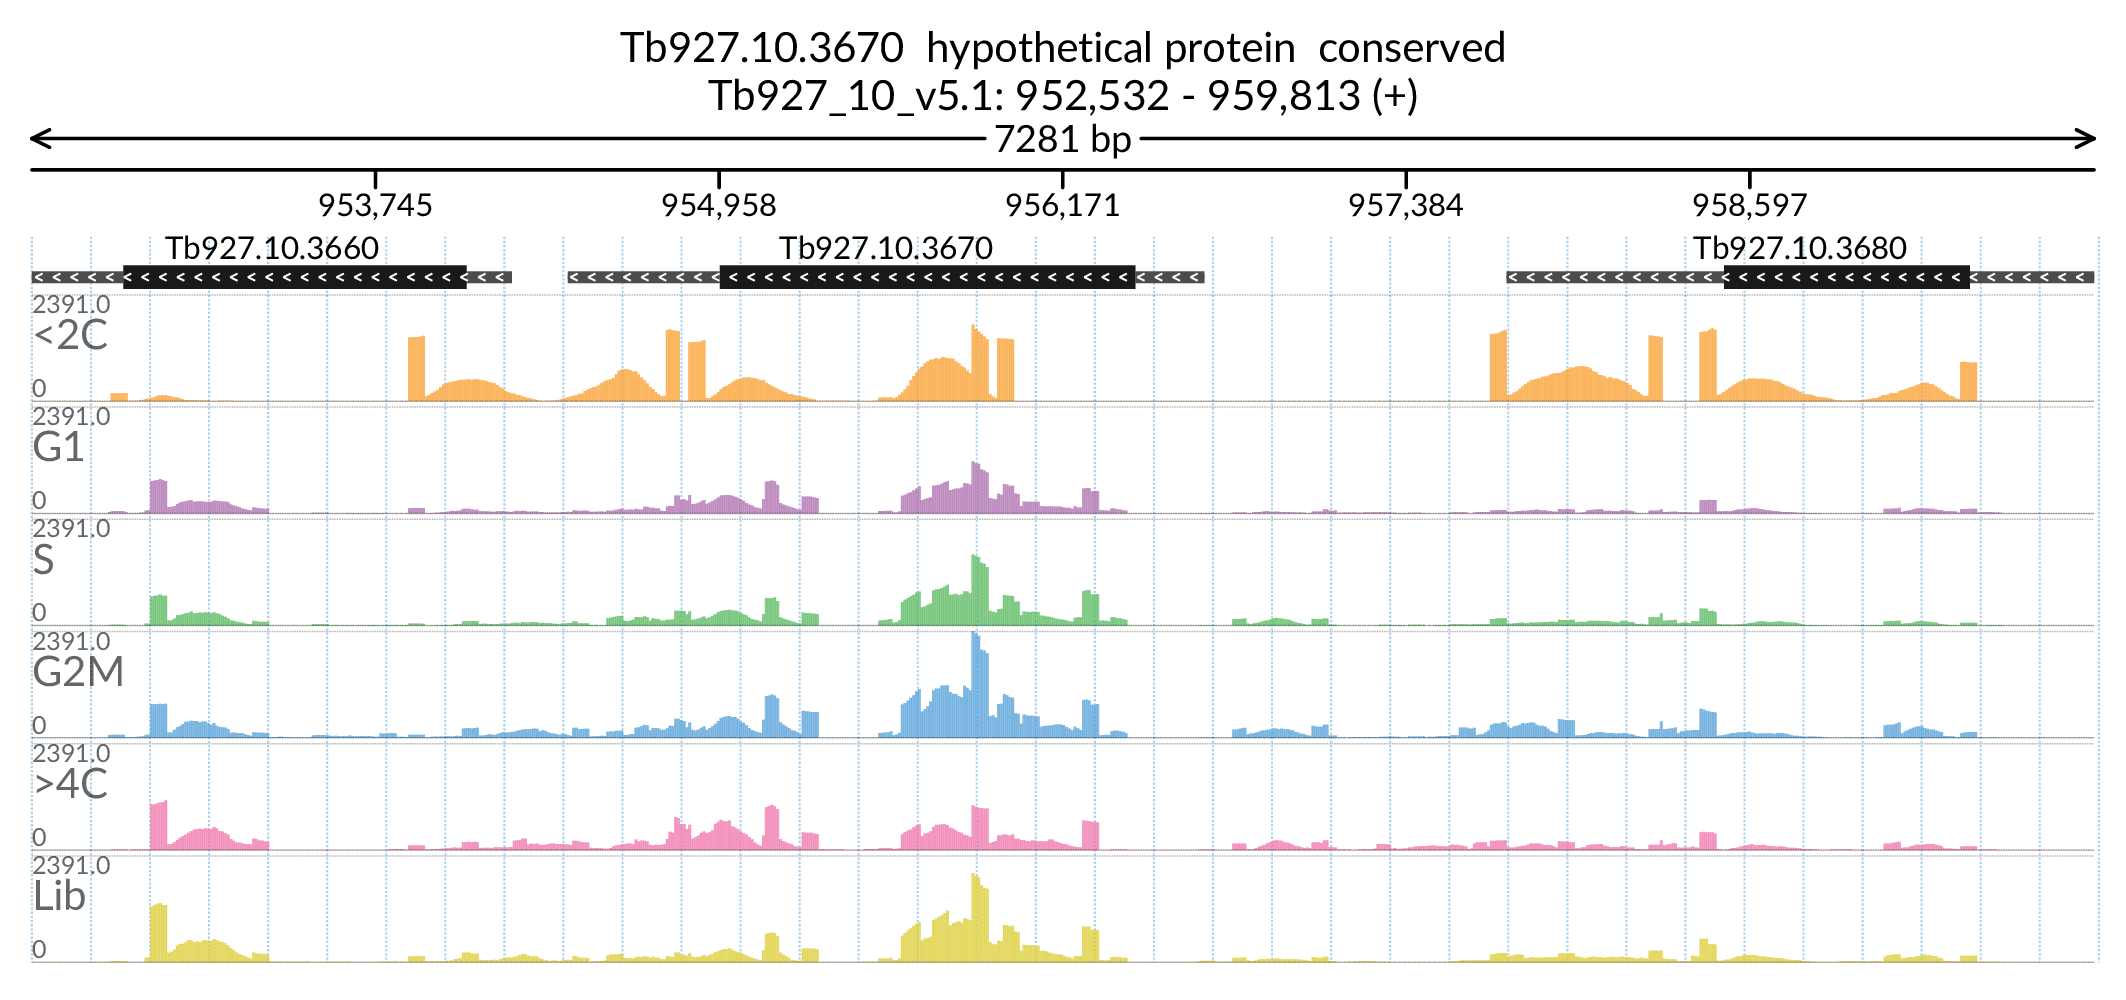 Tb927.10.3670  hypothetical protein  conserved
Tb927_10_v5.1: 952,532 - 959,813 (+)
7281 bp
953,745 954,958 956,171 957,384 958,597
Tb927.10.3660 Tb927.10.3670 Tb927.10.3680
2391.0
<2C
0
2391.0
G1
0
2391.0
S
0
2391.0
G2M
0
2391.0
>4C
0
2391.0
Lib
0